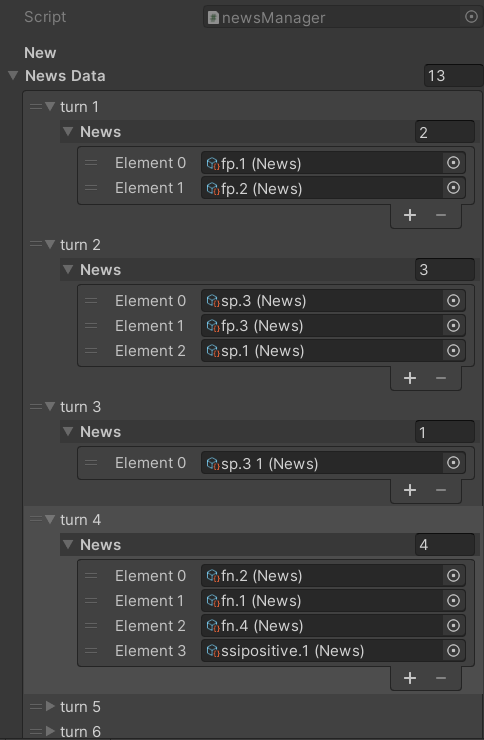 Script newsManager
New
News Data 13
turn 1
News 2
Element 0 fp.1 (News)
Element 1 fp.2 (News)
+ −
turn 2
News 3
Element 0 sp.3 (News)
Element 1 fp.3 (News)
Element 2 sp.1 (News)
+ −
turn 3
News 1
Element 0 sp.3 1 (News)
+ −
turn 4
News 4
Element 0 fn.2 (News)
Element 1 fn.1 (News)
Element 2 fn.4 (News)
Element 3 ssipositive.1 (News)
+ −
turn 5
turn 6